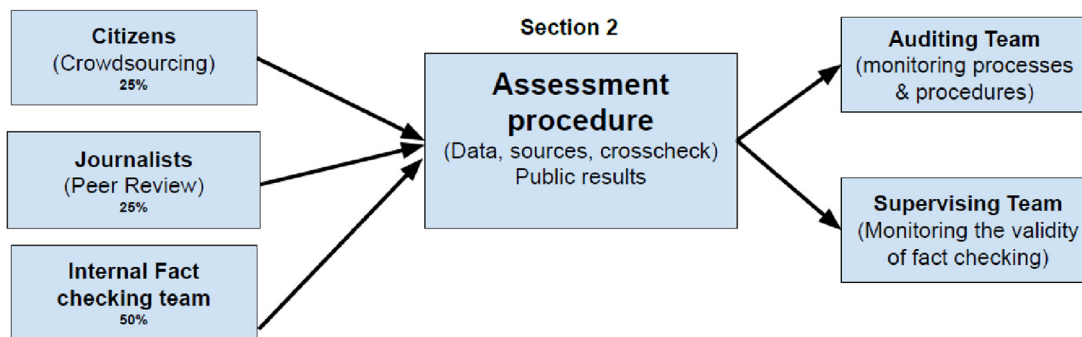 Section 2
Citizens
(Crowdsourcing)
25%
Journalists
(Peer Review)
25%
Internal Fact
checking team
50%
Assessment
procedure
(Data, sources, crosscheck)
Public results
Auditing Team
(monitoring processes
& procedures)
Supervising Team
(Monitoring the validity
of fact checking)